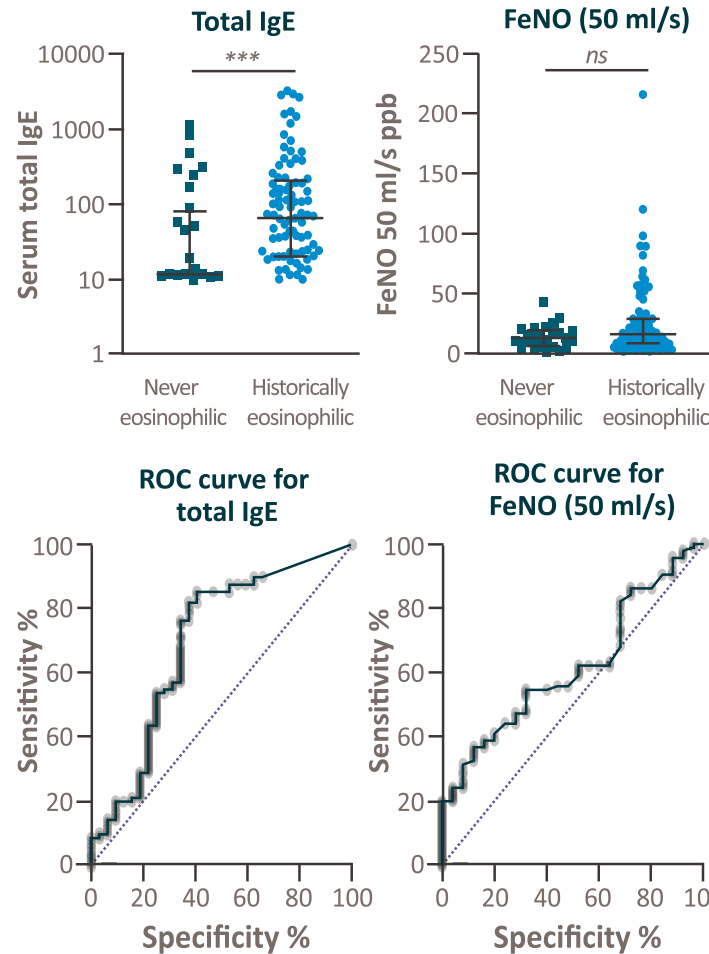 Total IgE
***
10000
1000
100
10
1
Serum total IgE
Never
eosinophilic
Historically
eosinophilic
FeNO (50 ml/s)
ns
250
200
150
100
50
0
FeNO 50 ml/s ppb
Never
eosinophilic
Historically
eosinophilic
ROC curve for
total IgE
100
80
60
60
20
0
Sensitivity %
0 20 40 60 80 100
Specificity %
ROC curve for
FeNO (50 ml/s)
100
80
60
60
20
0
Sensitivity %
0 20 40 60 80 10
Specificity %